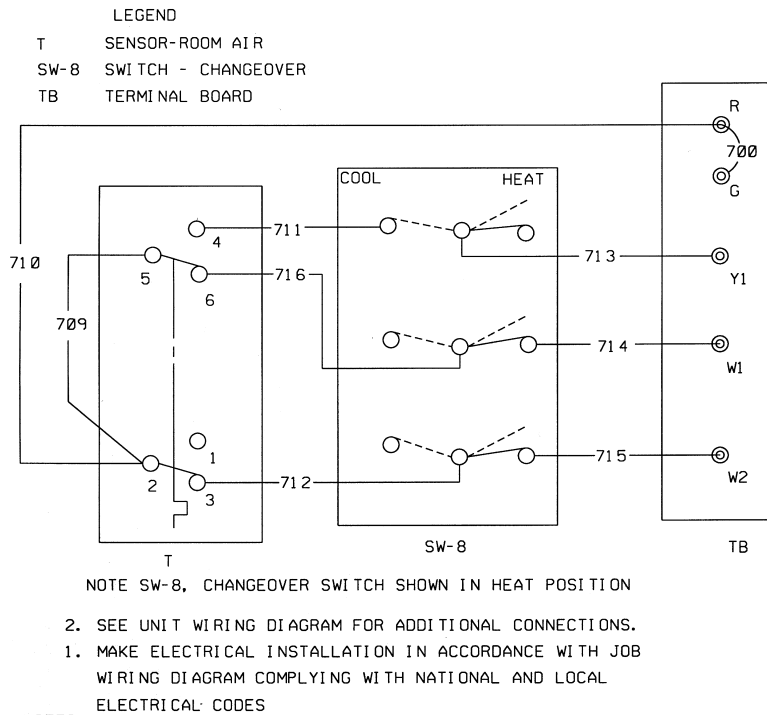 LEGEND
T SENSOR-ROOM AIR
SW-8 SWITCH - CHANGEOVER
TB TERMINAL BOARD
R
700
G
COOL HEAT
4 711
713
710 5 6 716
Y1
709
714
W1
1
2 3 712
715
W2
T
SW-8
TB
NOTE SW-8, CHANGEOVER SWITCH SHOWN IN HEAT POSITION
2. SEE UNIT WIRING DIAGRAM FOR ADDITIONAL CONNECTIONS.
1. MAKE ELECTRICAL INSTALLATION IN ACCORDANCE WITH JOB
WIRING DIAGRAM COMPLYING WITH NATIONAL AND LOCAL
ELECTRICAL CODES